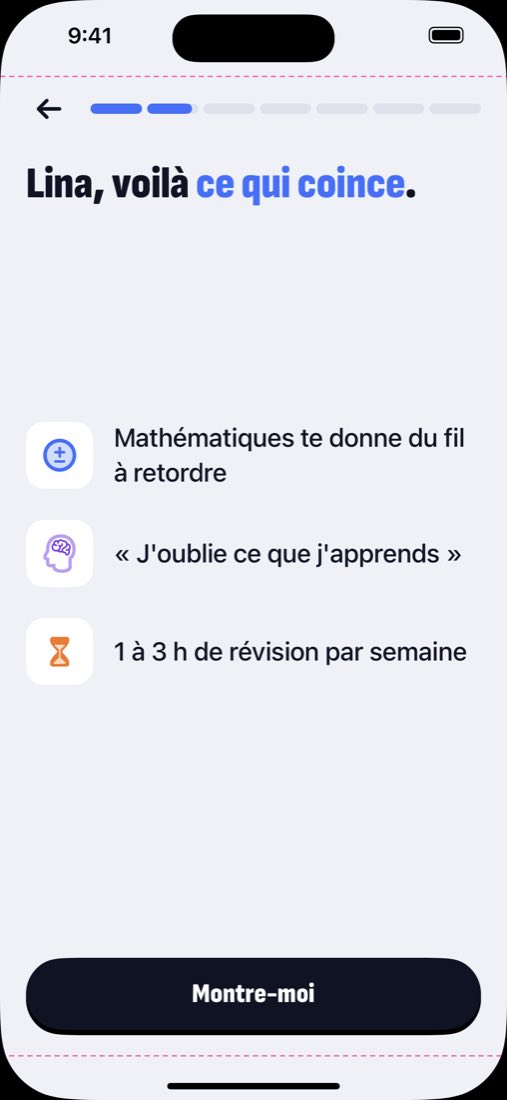 9:41
Lina, voilà ce qui coince.
Mathématiques te donne du fil
à retordre
« J'oublie ce que j'apprends »
1 à 3 h de révision par semaine
Montre-moi